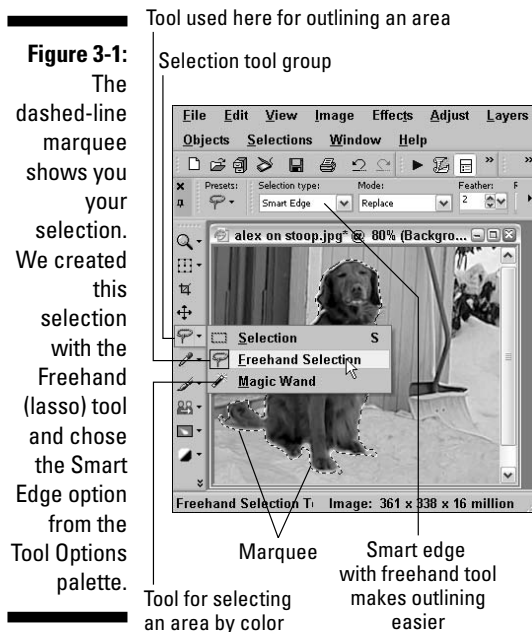 Tool used here for outlining an area
Selection tool group
Figure 3-1:
The
dashed-line
marquee
shows you
your
selection.
We created
this
selection
with the
Freehand
(lasso) tool
and chose
the Smart
Edge option
from the
Tool Options
palette.
File Edit View Image Effects Adjust Layers
Objects Selections Window Help
Presets: Selection type: Mode: Feather:
Smart Edge Replace 2
alex on stoop.jpg* @ 80% (Backgro...
Selection S
Freehand Selection
Magic Wand
Freehand Selection Image: 361 x 338 x 16 million
Marquee
Smart edge
with freehand tool
makes outlining
easier
Tool for selecting
an area by color